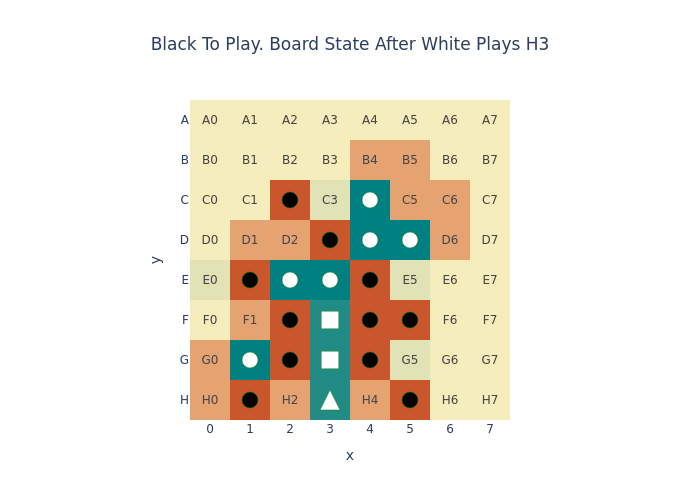 Black To Play. Board State After White Plays H3
A A0 A1 A2 A3 A4 A5 A6 A7
B B0 B1 B2 B3 B4 B5 B6 B7
C C0 C1 C3 C5 C6 C7
D D0 D1 D2 D6 D7
y
E E0 E5 E6 E7
F F0 F1 F6 F7
G G0 G5 G6 G7
H H0 H2 H4 H6 H7
0 1 2 3 4 5 6 7
x